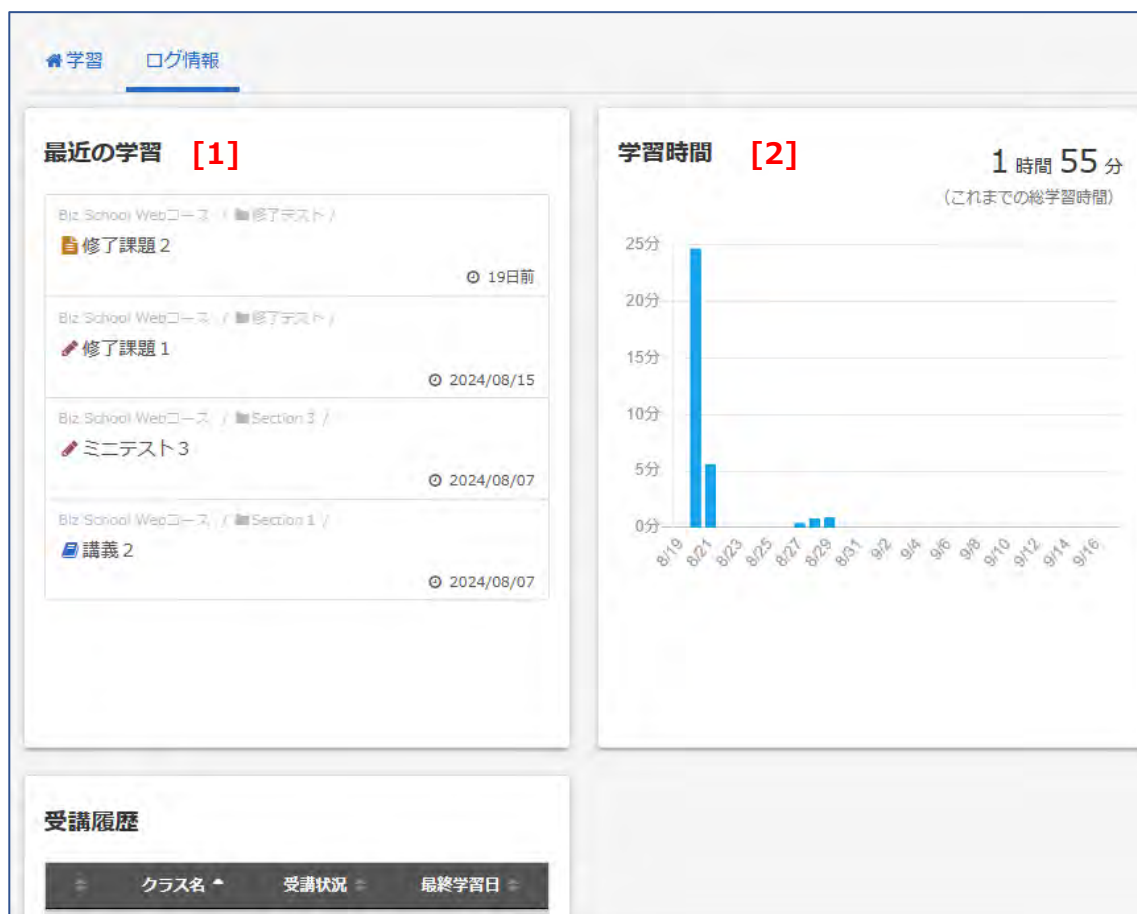 学習 ログ情報
最近の学習 [1]
Biz School Webコース / 修了テスト /
修了課題2
19日前
Biz School Webコース / 修了テスト /
修了課題1
2024/08/15
Biz School Webコース / Section 3 /
ミニテスト3
2024/08/07
Biz School Webコース / Section 1 /
講義2
2024/08/07
学習時間 [2]
1 時間 55 分
(これまでの総学習時間)
25分
20分
15分
10分
5分
0分
8/19 8/21 8/23 8/25 8/27 8/29 8/31 9/2 9/4 9/6 9/8 9/10 9/12 9/14 9/16
受講履歴
クラス名 受講状況 最終学習日